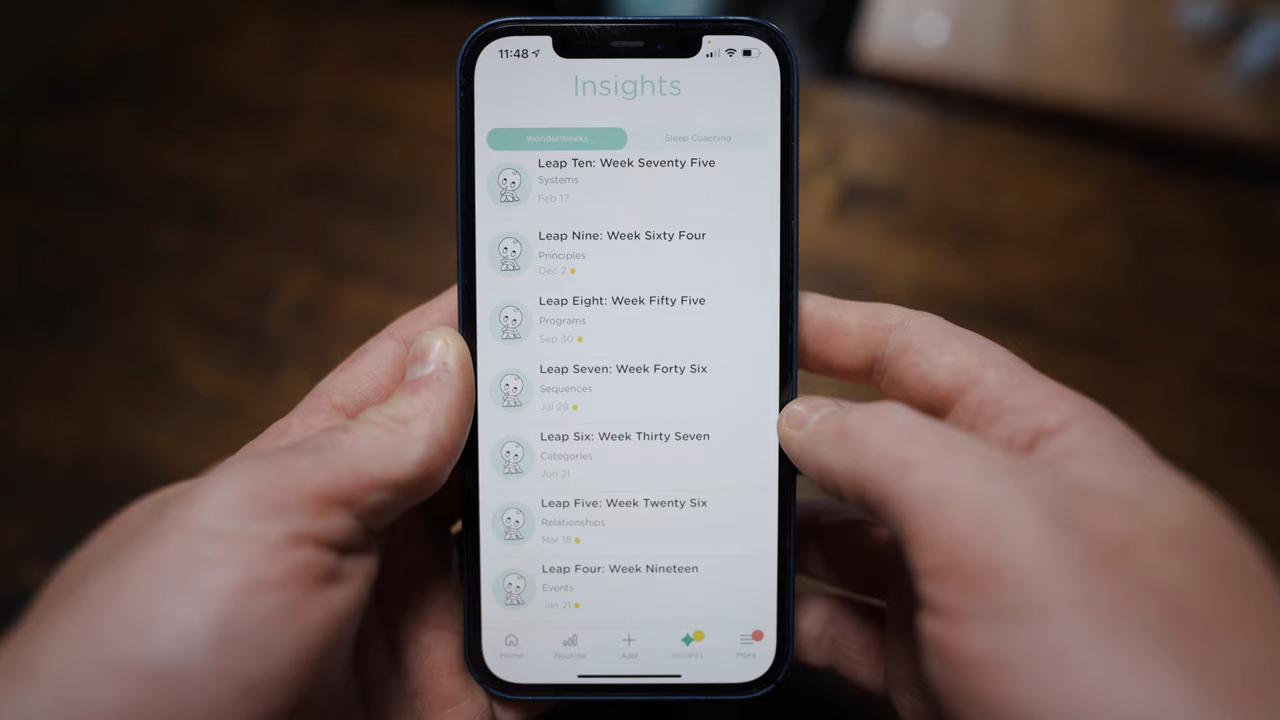 11:48
Insights
WonderWeeks
Sleep Coaching
Leap Ten: Week Seventy Five
Systems
Feb 17
Leap Nine: Week Sixty Four
Principles
Dec 2
Leap Eight: Week Fifty Five
Programs
Sep 30
Leap Seven: Week Forty Six
Sequences
Jul 29
Leap Six: Week Thirty Seven
Categories
Jun 21
Leap Five: Week Twenty Six
Relationships
Mar 18
Leap Four: Week Nineteen
Events
Jan 21
Home
Routine
Add
Insights
More